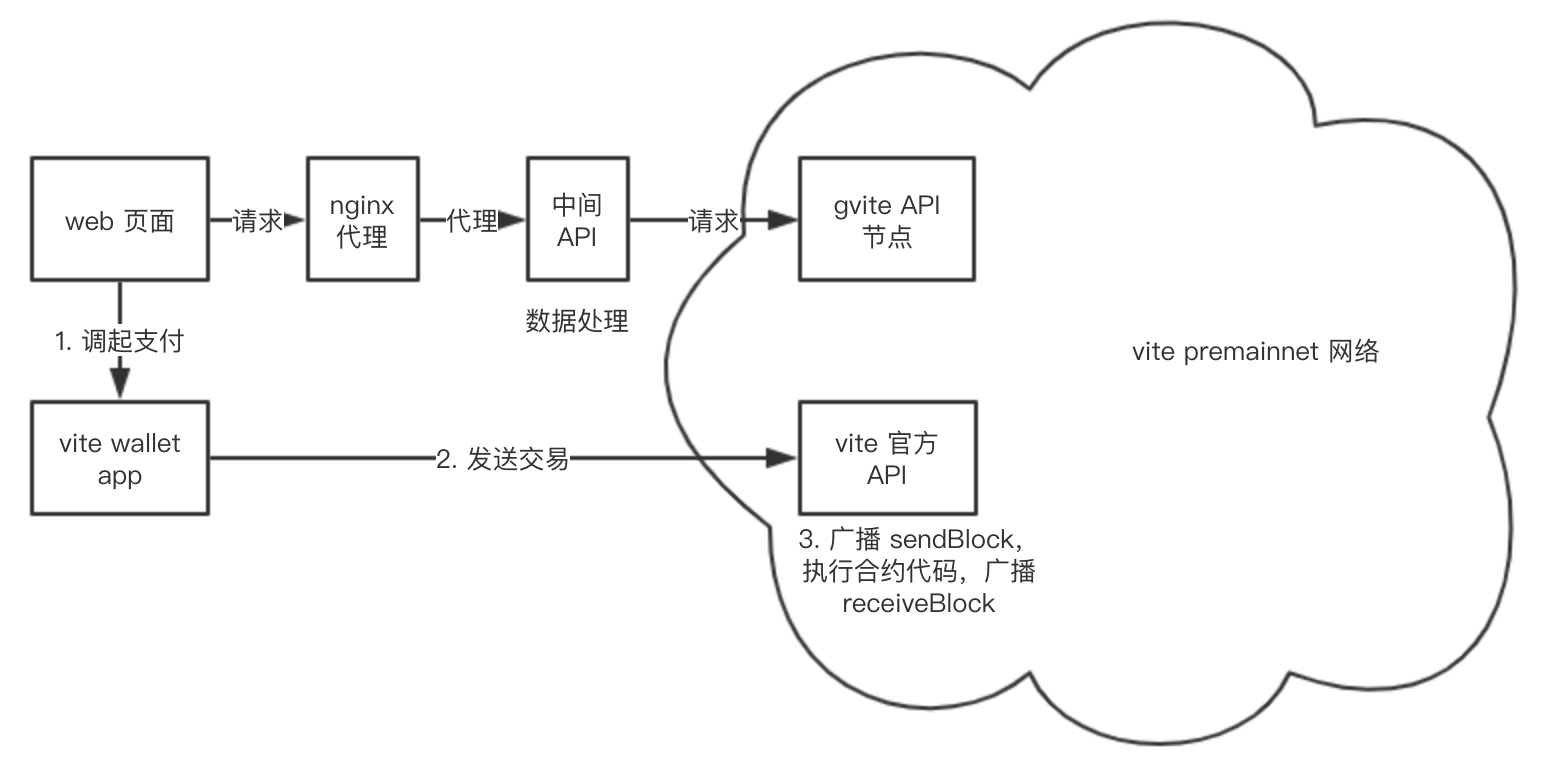 web 页面
请求
nginx
代理
代理
中间
API
请求
gvite API
节点
数据处理
1. 调起支付
vite premainnet 网络
vite wallet
app
2. 发送交易
vite 官方
API
3. 广播 sendBlock，
执行合约代码，广播
receiveBlock